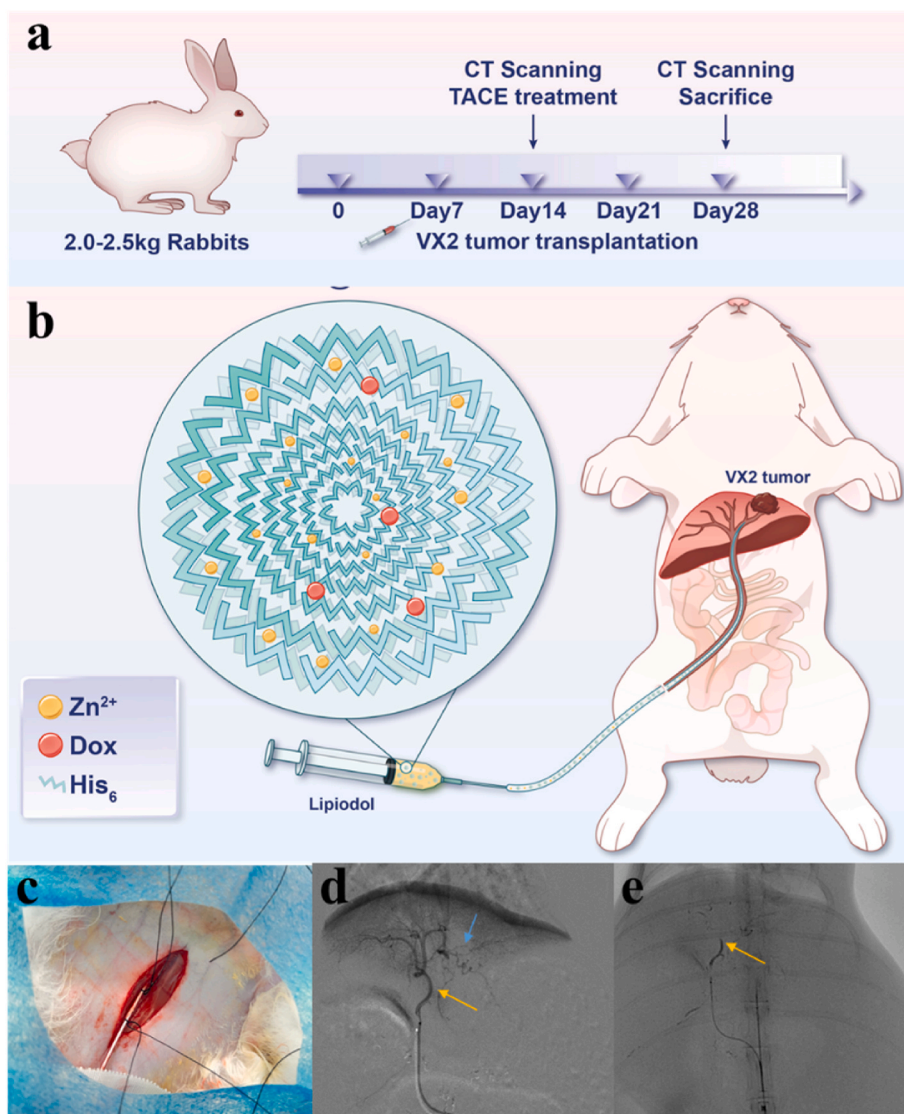 a
CT Scanning
TACE treatment
CT Scanning
Sacrifice
0
Day7
Day14
Day21
Day28
2.0-2.5kg Rabbits
VX2 tumor transplantation
b
VX2 tumor
Zn²⁺
Dox
His₆
Lipiodol
c
d
e